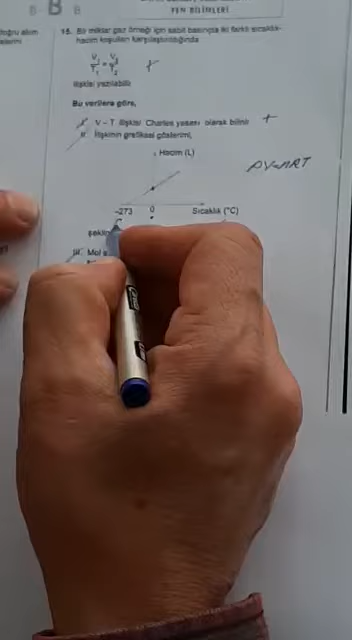 B - B B
FEN BİLİMLERİ
15. Bir miktar gaz örneği için sabit basınçta iki farklı sıcaklık-
hacim koşulları karşılaştırıldığında
V1/T1 = V2/T2 +
ilişkisi yazılabilir.
Bu verilere göre,
I. V – T ilişkisi Charles yasası olarak bilinir. +
II. İlişkinin grafiksel gösterimi,
Hacim (L)
PV=nRT
-273 0 Sıcaklık (°C)
III. Mol